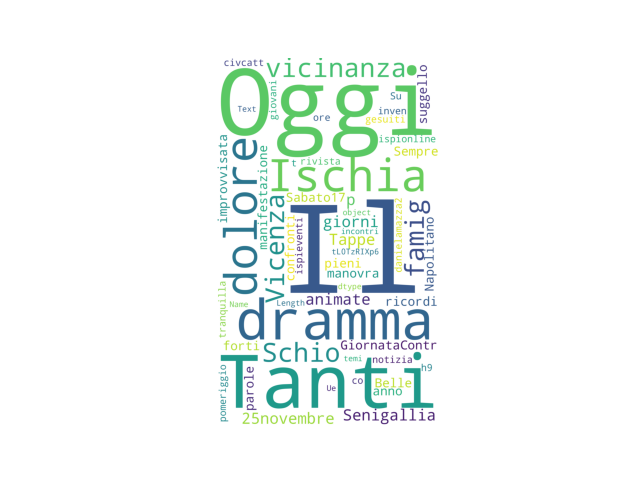 civcatt
vicinanza
Oggi
giovani
Text
ore
Su
inven
gesuiti
suggello
ispionline
Sempre
improvvisata
dolore
manifestazione
t
rivista
Ischia
Sabato17
p
Vicenza
confronti
ispieventi
Il
object
giorni
incontri
Tappe
tLOTzRIXp6
pieni
manovra
dtype
danielamazza2
famig
Napolitano
tranquilla
Name
Length
animate
ricordi
dramma
forti
Schio
GiornataContr
temi
notizia
h9
Tanti
pomeriggio
parole
Ue
co
Belle
anno
25novembre
Senigallia